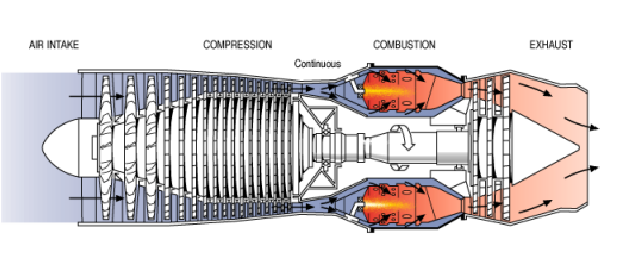 AIR INTAKE COMPRESSION COMBUSTION EXHAUST
Continuous